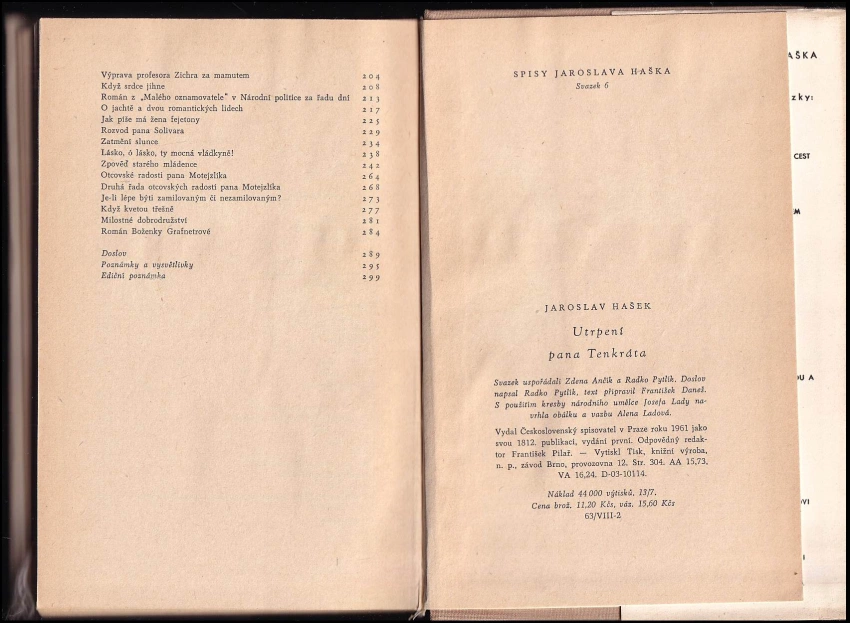 Výprava profesora Zichra za mamutem 204
Když srdce jihne 208
Román z „Malého oznamovatele" v Národní politice za řadu dní 213
O jachtě a dvou romantických lidech 217
Jak píše má žena fejetony 225
Rozvod pana Solivara 229
Zatmění slunce 234
Lásko, ó lásko, ty mocná vládkyně! 238
Zpověď starého mládence 242
Otcovské radosti pana Motejzlíka 264
Druhá řada otcovských radostí pana Motejzlíka 268
Je-li lépe býti zamilovaným či nezamilovaným? 273
Když kvetou třešně 277
Milostné dobrodružství 281
Román Boženky Grafnetrové 284
Doslov 289
Poznámky a vysvětlivky 295
Ediční poznámka 299
SPISY JAROSLAVA HAŠKA
Svazek 6
JAROSLAV HAŠEK
Utrpení
pana Tenkráta
Svazek uspořádali Zdena Ančík a Radko Pytlík. Doslov
napsal Radko Pytlík, text připravil František Daneš.
S použitím kresby národního umělce Josefa Lady na-
vrhla obálku a vazbu Alena Ladová.
Vydal Československý spisovatel v Praze roku 1961 jako
svou 1812. publikaci, vydání první. Odpovědný redak-
tor František Pilař. — Vytiskl Tisk, knižní výroba,
n. p., závod Brno, provozovna 12. Str. 304. AA 15,73,
VA 16,24. D-03-10114.
Náklad 44 000 výtisků, 13/7.
Cena brož. 11,20 Kčs, váz. 15,60 Kčs
63/VIII-2
AŠKA
zky:
CEST
M
OU A
VI
I